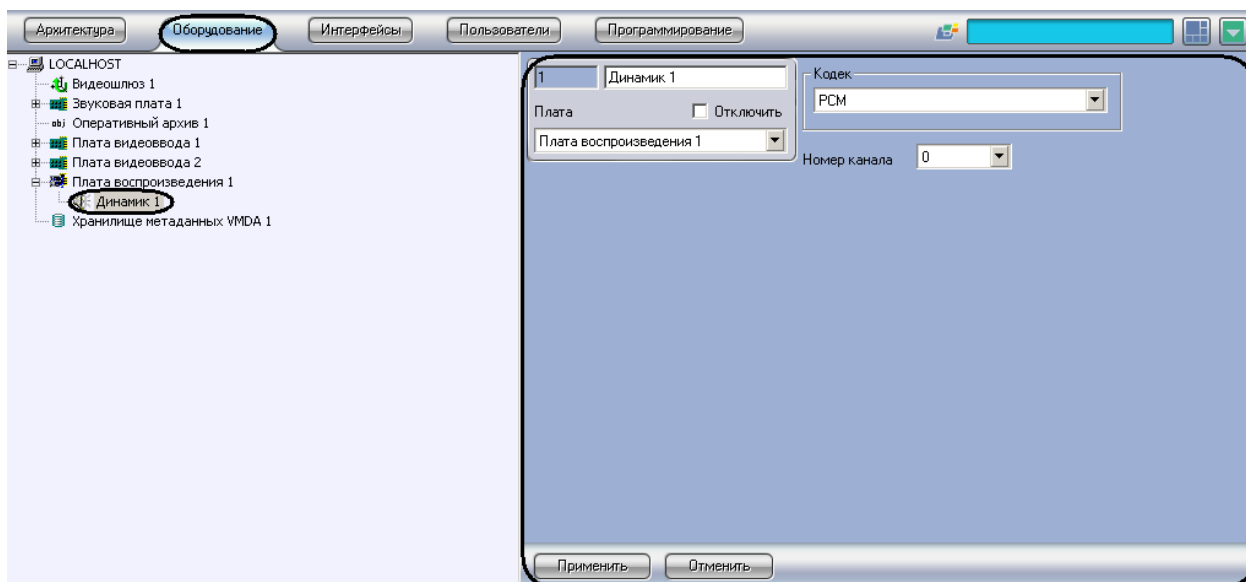 Архитектура Оборудование Интерфейсы Пользователи Программирование
LOCALHOST
Видеошлюз 1
Звуковая плата 1
obj Оперативный архив 1
Плата видеоввода 1
Плата видеоввода 2
Плата воспроизведения 1
Динамик 1
Хранилище метаданных VMDA 1
1 Динамик 1
Плата Отключить
Плата воспроизведения 1
Кодек
PCM
Номер канала 0
Применить Отменить